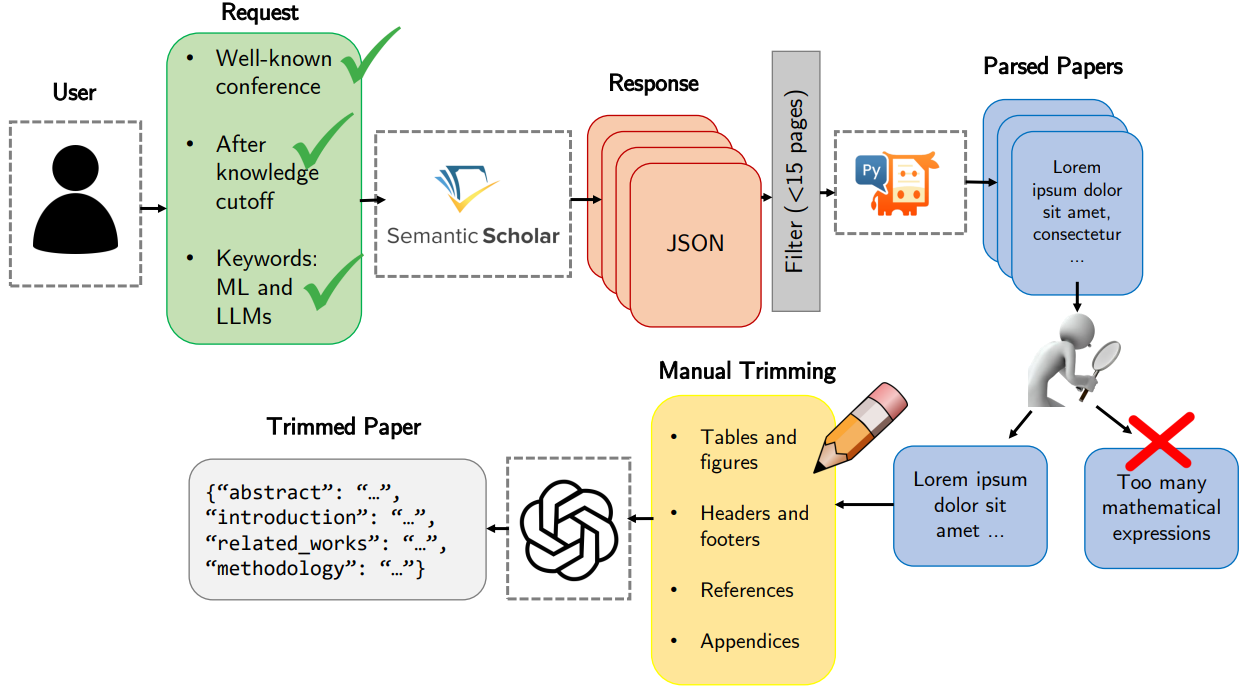 Request
• Well-known
conference
• After
knowledge
cutoff
• Keywords:
ML and
LLMs
User
Semantic Scholar
Response
JSON
Filter (<15 pages)
Py
Parsed Papers
Lorem
ipsum dolor
sit amet,
consectetur
...
Lorem ipsum
dolor sit
amet ...
Too many
mathematical
expressions
Manual Trimming
• Tables and
figures
• Headers and
footers
• References
• Appendices
Trimmed Paper
{“abstract”: “…”,
“introduction”: “…”,
“related_works”: “…”,
“methodology”: “…”}